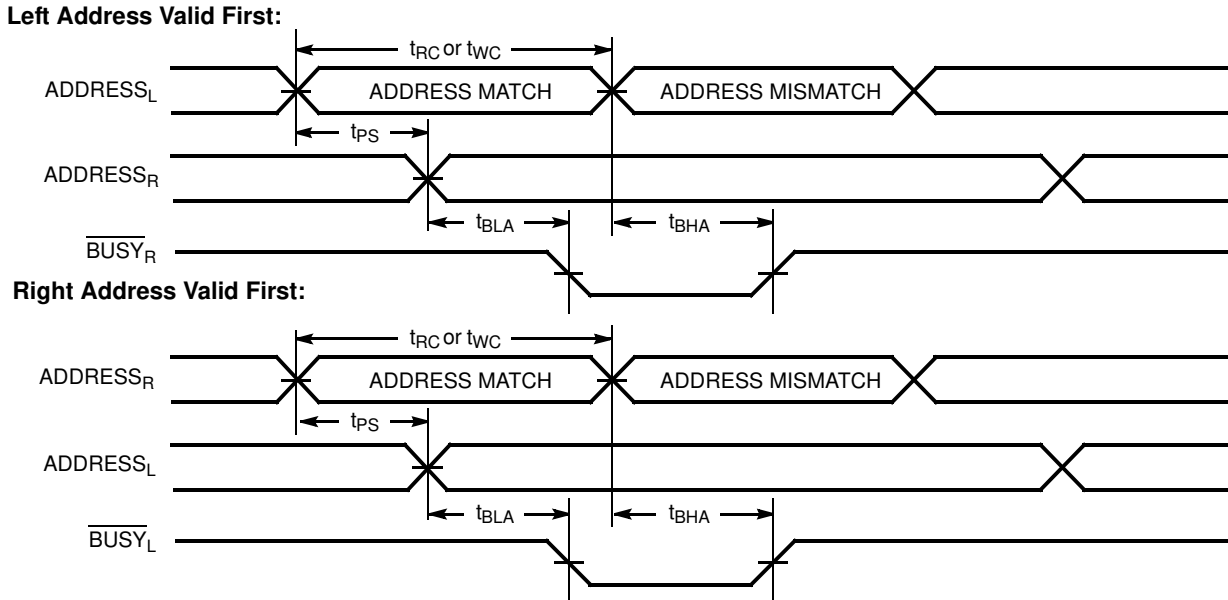 Left Address Valid First:
tRC or tWC
ADDRESSL
ADDRESS MATCH
ADDRESS MISMATCH
tPS
ADDRESSR
tBLA
tBHA
BUSYR
Right Address Valid First:
tRC or tWC
ADDRESSR
ADDRESS MATCH
ADDRESS MISMATCH
tPS
ADDRESSL
tBLA
tBHA
BUSYL